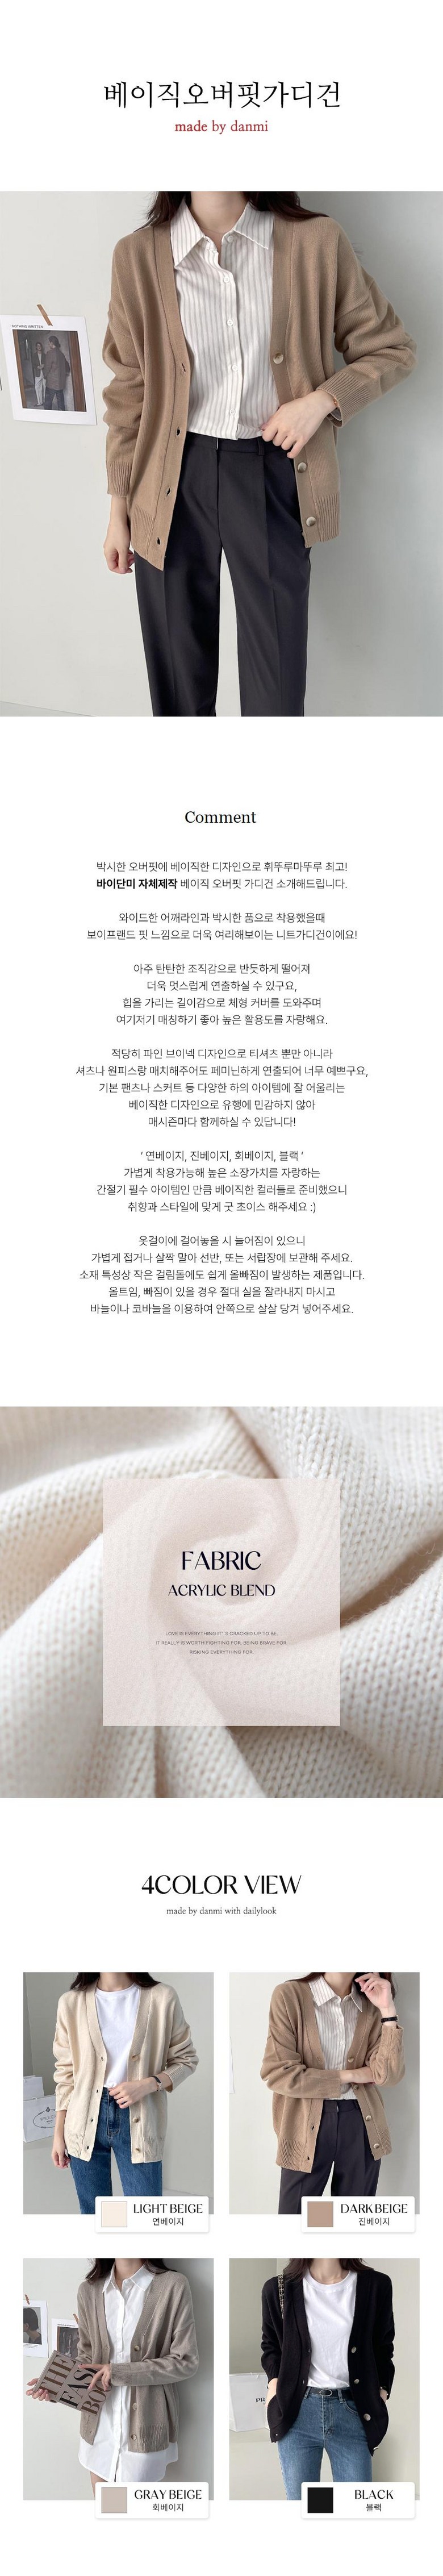 베이직오버핏가디건
made by danmi
NOTHING WRITTEN
Comment
박시한 오버핏에 베이직한 디자인으로 휘뚜루마뚜루 최고!
바이단미 자체제작 베이직 오버핏 가디건 소개해드립니다.
와이드한 어깨라인과 박시한 품으로 착용했을때
보이프랜드 핏 느낌으로 더욱 여리해보이는 니트가디건이에요!
아주 탄탄한 조직감으로 반듯하게 떨어져
더욱 멋스럽게 연출하실 수 있구요,
힙을 가리는 길이감으로 체형 커버를 도와주며
여기저기 매칭하기 좋아 높은 활용도를 자랑해요.
적당히 파인 브이넥 디자인으로 티셔츠 뿐만 아니라
셔츠나 원피스랑 매치해주어도 페미닌하게 연출되어 너무 예쁘구요,
기본 팬츠나 스커트 등 다양한 하의 아이템에 잘 어울리는
베이직한 디자인으로 유행에 민감하지 않아
매시즌마다 함께하실 수 있답니다!
‘ 연베이지, 진베이지, 회베이지, 블랙 ‘
가볍게 착용가능해 높은 소장가치를 자랑하는
간절기 필수 아이템인 만큼 베이직한 컬러들로 준비했으니
취향과 스타일에 맞게 굿 초이스 해주세요 :)
옷걸이에 걸어놓을 시 늘어짐이 있으니
가볍게 접거나 살짝 말아 선반, 또는 서랍장에 보관해 주세요.
소재 특성상 작은 걸림돌에도 쉽게 올빠짐이 발생하는 제품입니다.
올트임, 빠짐이 있을 경우 절대 실을 잘라내지 마시고
바늘이나 코바늘을 이용하여 안쪽으로 살살 당겨 넣어주세요.
FABRIC
ACRYLIC BLEND
LOVE IS EVERYTHING IT`S CRACKED UP TO BE.
IT REALLY IS WORTH FIGHTING FOR, BEING BRAVE FOR,
RISKING EVERYTHING FOR.
4COLOR VIEW
made by danmi with dailylook
LIGHT BEIGE
연베이지
DARK BEIGE
진베이지
GRAY BEIGE
회베이지
BLACK
블랙